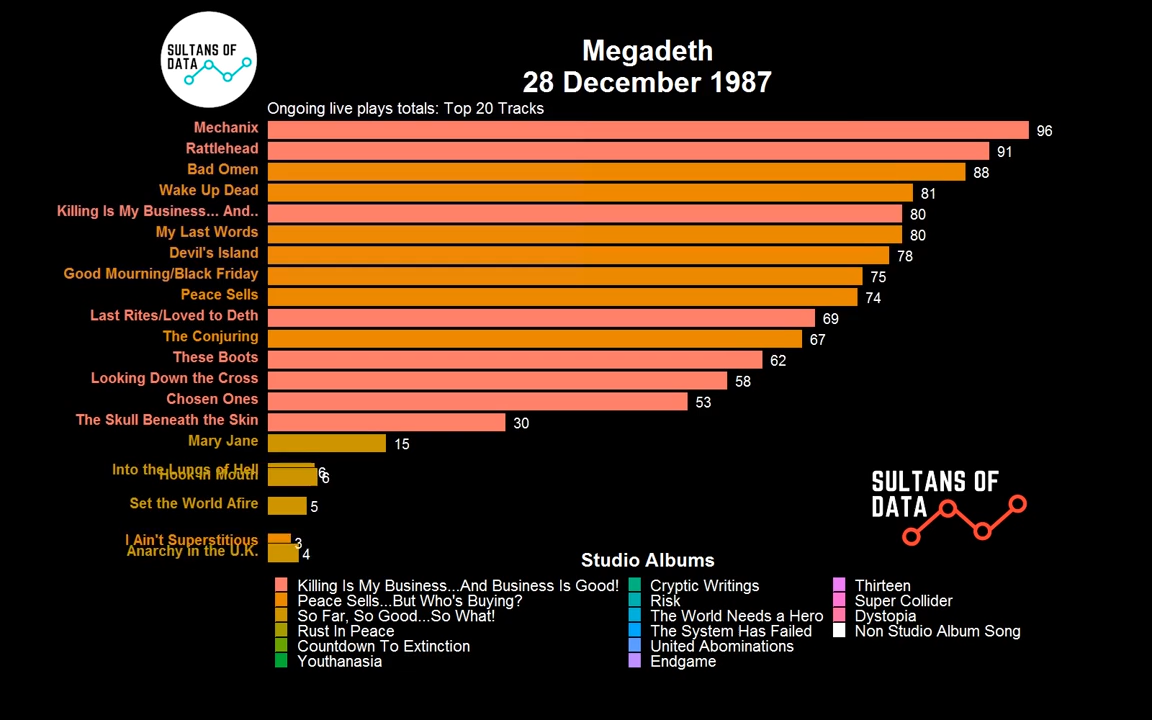 SULTANS OF
DATA
Megadeth
28 December 1987
Ongoing live plays totals: Top 20 Tracks
Mechanix 96
Rattlehead 91
Bad Omen 88
Wake Up Dead 81
Killing Is My Business... And.. 80
My Last Words 80
Devil's Island 78
Good Mourning/Black Friday 75
Peace Sells 74
Last Rites/Loved to Deth 69
The Conjuring 67
These Boots 62
Looking Down the Cross 58
Chosen Ones 53
The Skull Beneath the Skin 30
Mary Jane 15
Into the Lungs of Hell 6
Hook in Mouth 6
Set the World Afire 5
I Ain't Superstitious 3
Anarchy in the U.K. 4
SULTANS OF
DATA
Studio Albums
Killing Is My Business...And Business Is Good!
Peace Sells...But Who's Buying?
So Far, So Good...So What!
Rust In Peace
Countdown To Extinction
Youthanasia
Cryptic Writings
Risk
The World Needs a Hero
The System Has Failed
United Abominations
Endgame
Thirteen
Super Collider
Dystopia
Non Studio Album Song